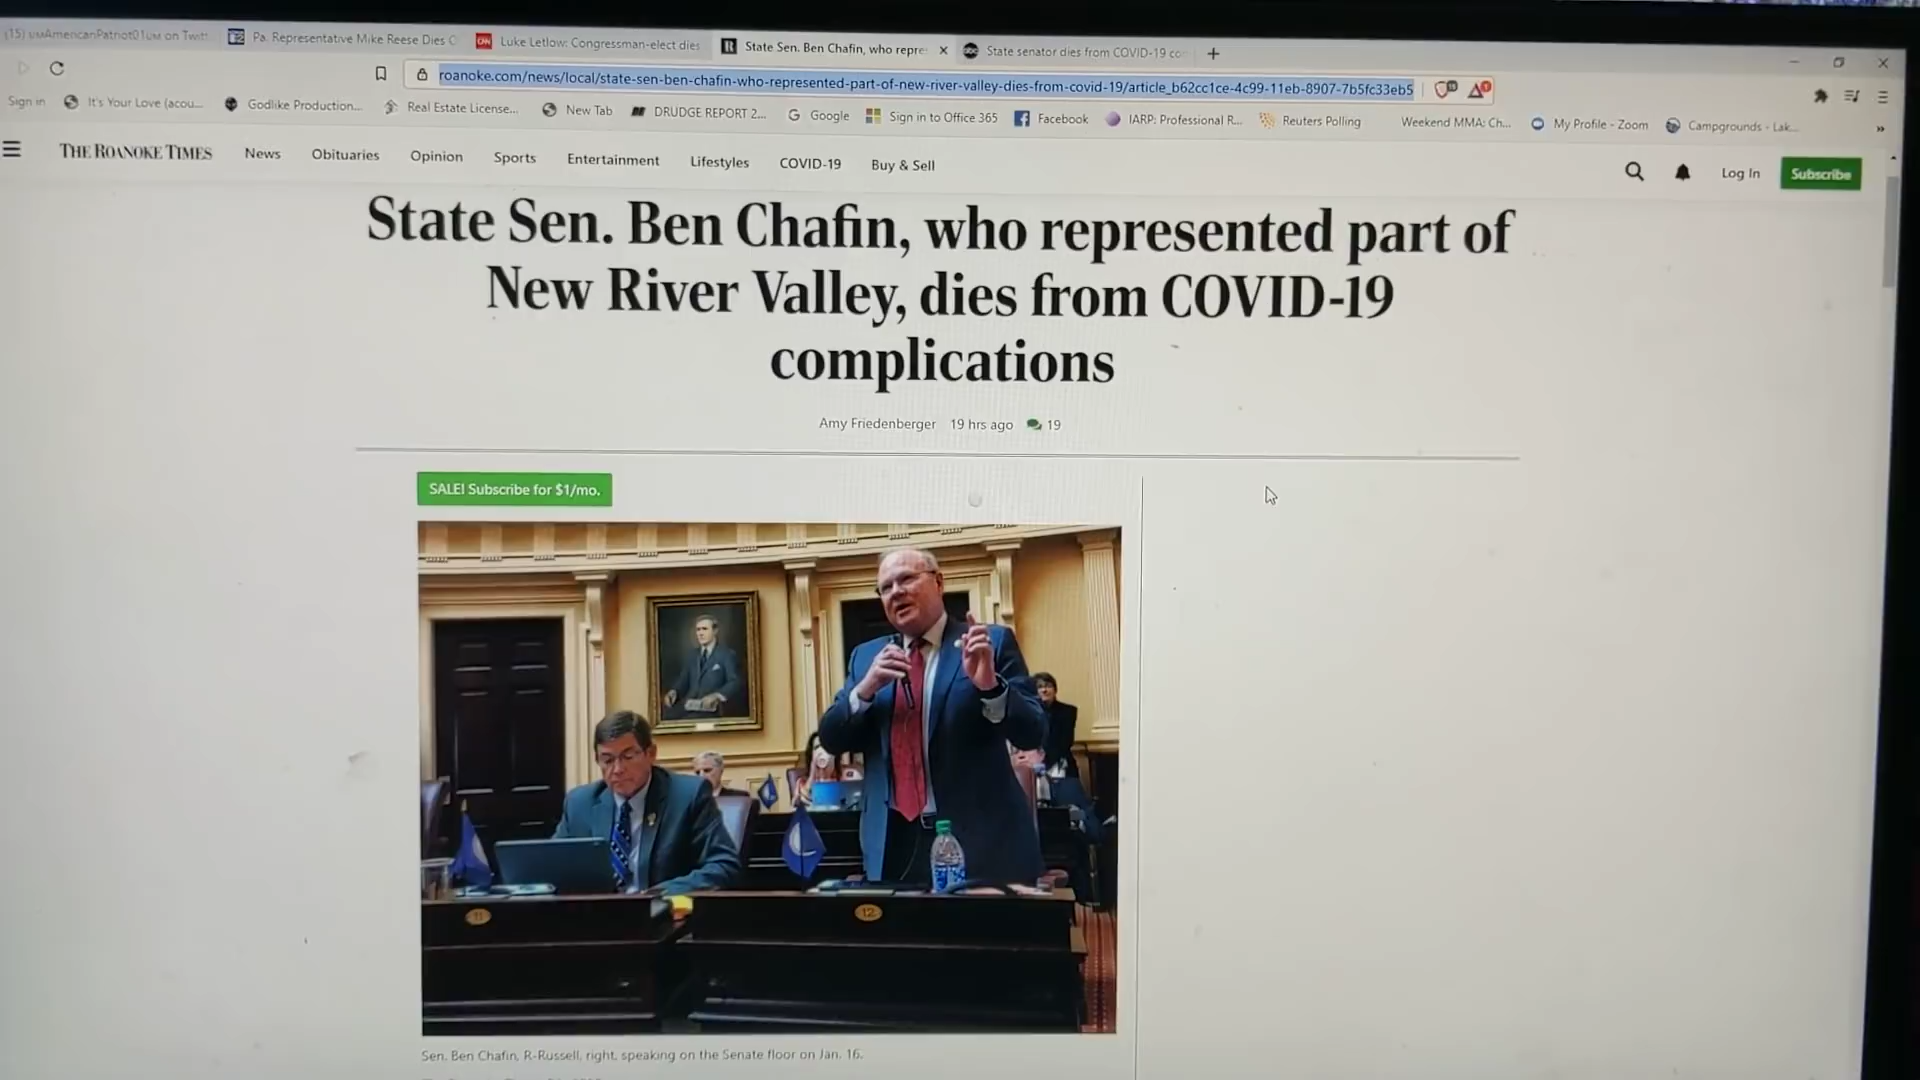 (15) υмAmericanPatriot01υм on Twitt
Pa. Representative Mike Reese Dies
Luke Letlow: Congressman-elect dies
State Sen. Ben Chafin, who repre
State senator dies from COVID-19 co
roanoke.com/news/local/state-sen-ben-chafin-who-represented-part-of-new-river-valley-dies-from-covid-19/article_b62cc1ce-4c99-11eb-8907-7b5fc33eb5
Sign in
It's Your Love (acou...
Godlike Production...
Real Estate License...
New Tab
DRUDGE REPORT 2...
Google
Sign in to Office 365
Facebook
IARP: Professional R...
Reuters Polling
Weekend MMA: Ch...
My Profile - Zoom
Campgrounds - Lak...
THE ROANOKE TIMES
News
Obituaries
Opinion
Sports
Entertainment
Lifestyles
COVID-19
Buy & Sell
Log In
Subscribe
State Sen. Ben Chafin, who represented part of
New River Valley, dies from COVID-19
complications
Amy Friedenberger 19 hrs ago 19
SALE! Subscribe for $1/mo.
11
12
Sen. Ben Chafin, R-Russell, right, speaking on the Senate floor on Jan. 16.